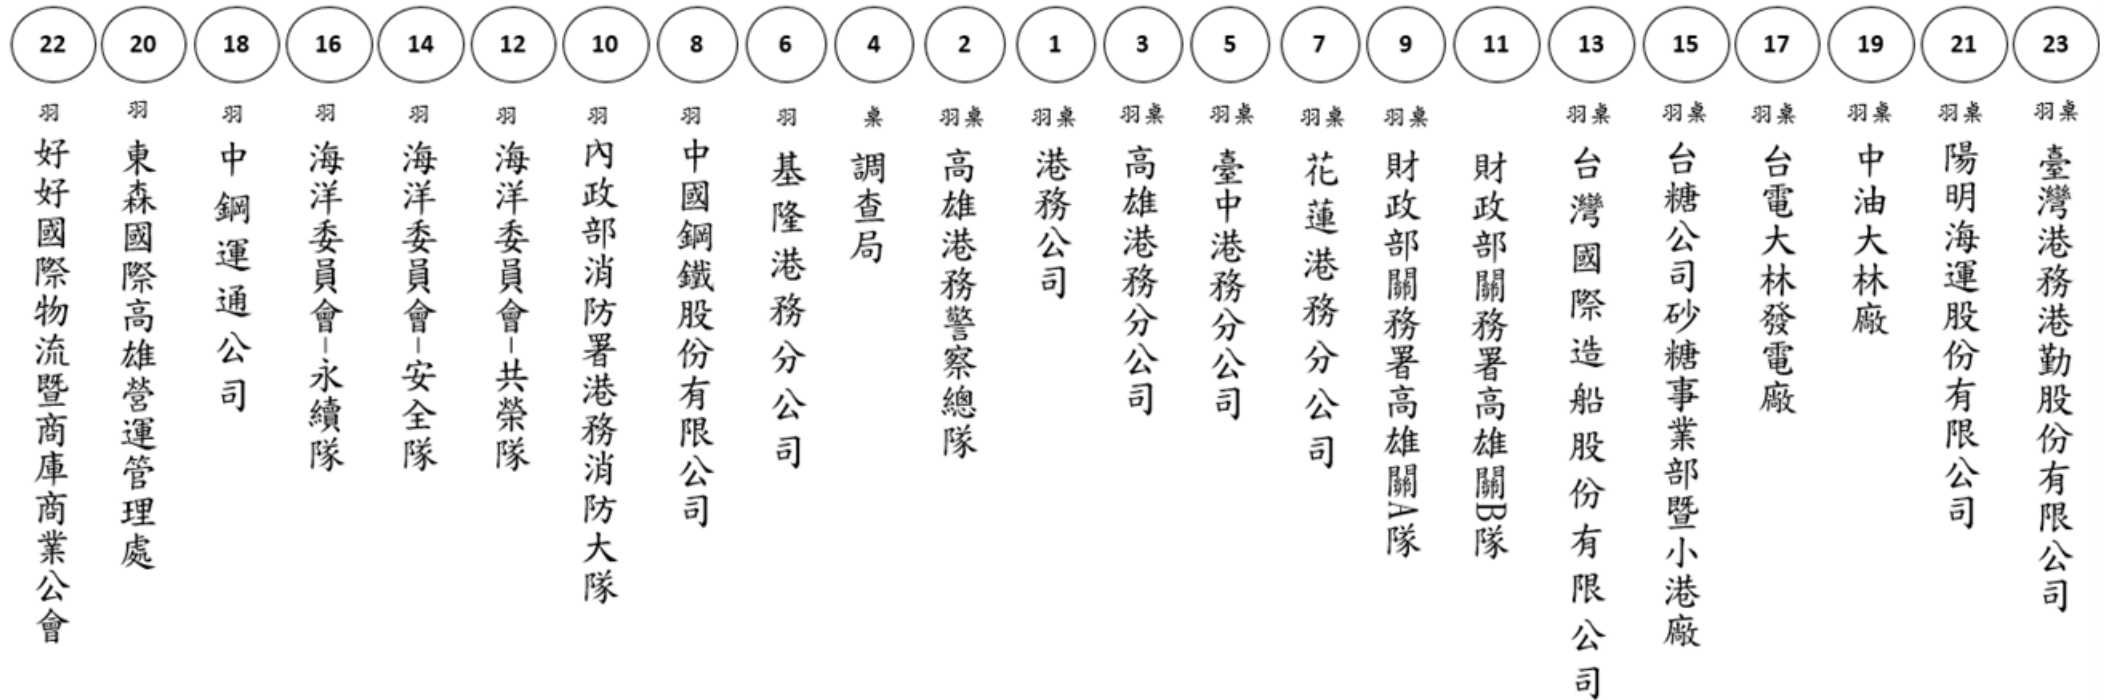 22 20 18 16 14 12 10 8 6 4 2 1 3 5 7 9 11 13 15 17 19 21 23
羽
好好國際物流暨商庫商業公會
羽
東森國際高雄營運管理處
羽
中鋼運通公司
羽
海洋委員會-永續隊
羽
海洋委員會-安全隊
羽
海洋委員會-共榮隊
羽
內政部消防署港務消防大隊
羽
中國鋼鐵股份有限公司
羽
基隆港務分公司
桌
調查局
羽桌
高雄港務警察總隊
羽桌
港務公司
羽桌
高雄港務分公司
羽桌
臺中港務分公司
羽桌
花蓮港務分公司
羽桌
財政部關務署高雄關A隊
財政部關務署高雄關B隊
羽桌
台灣國際造船股份有限公司
羽桌
台糖公司砂糖事業部暨小港廠
羽桌
台電大林發電廠
羽桌
中油大林廠
羽桌
陽明海運股份有限公司
羽桌
臺灣港務港勤股份有限公司